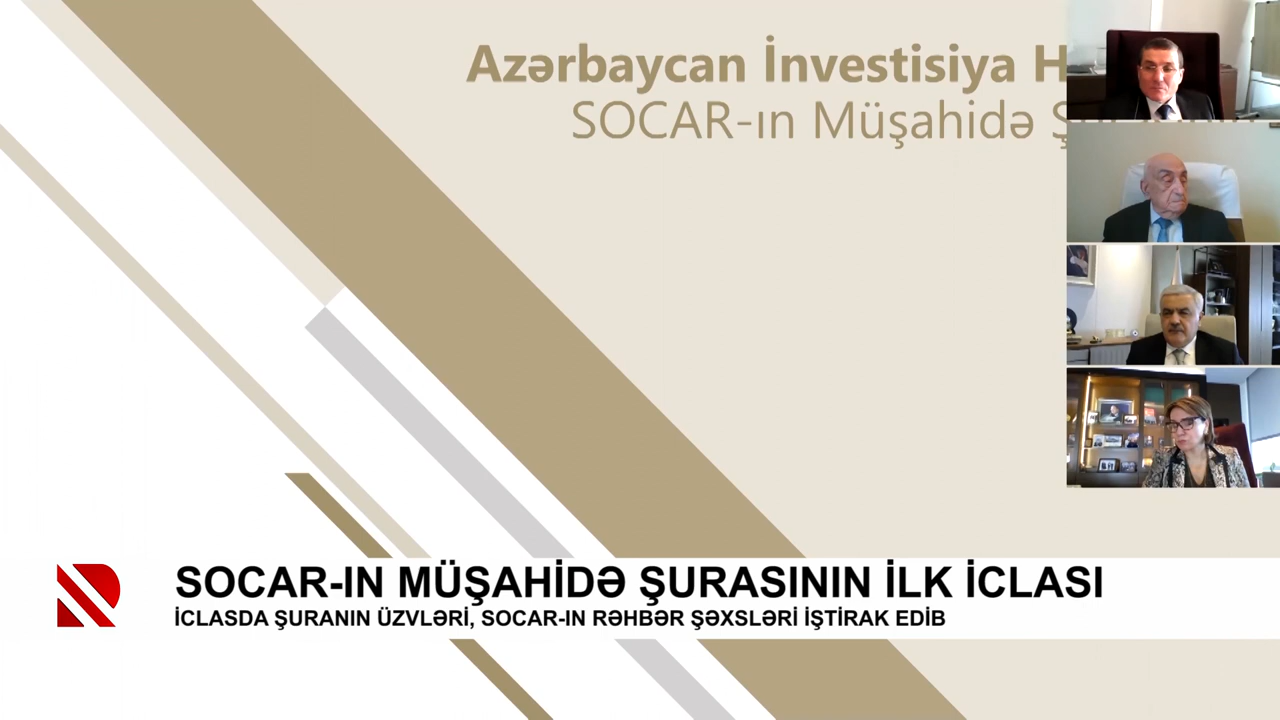 Azərbaycan İnvestisiya H
SOCAR-ın Müşahidə Ş
SOCAR-IN MÜŞAHİDƏ ŞURASININ İLK İCLASI
İCLASDA ŞURANIN ÜZVLƏRİ, SOCAR-IN RƏHBƏR ŞƏXSLƏRİ İŞTİRAK EDİB